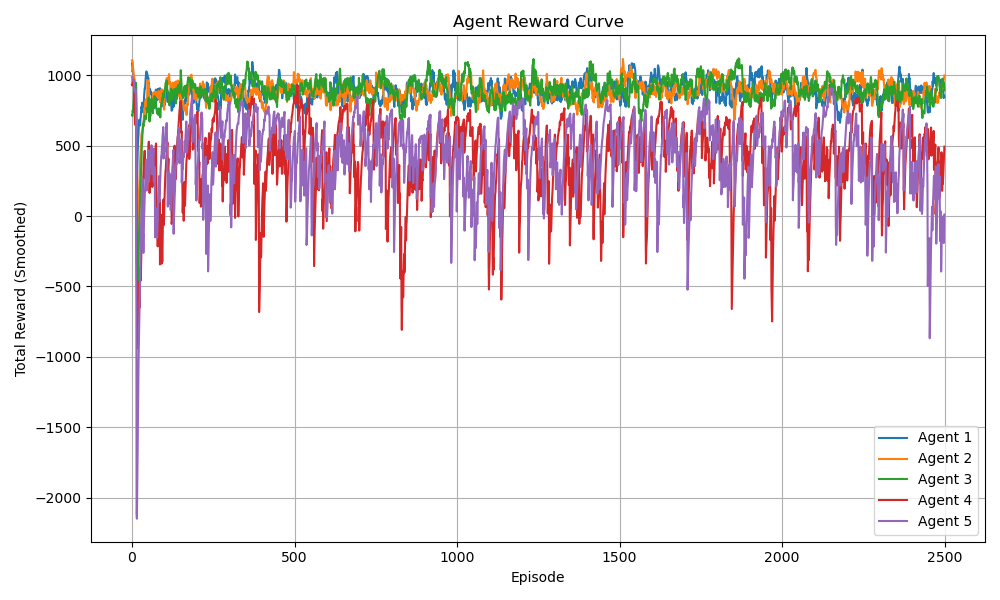 Agent Reward Curve
Total Reward (Smoothed)
1000
500
0
−500
−1000
−1500
−2000
0 500 1000 1500 2000 2500
Episode
Agent 1
Agent 2
Agent 3
Agent 4
Agent 5